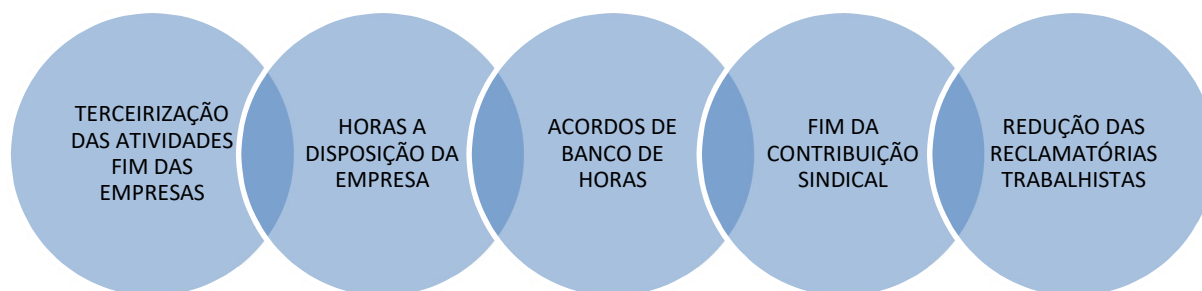 TERCEIRIZAÇÃO
DAS ATIVIDADES
FIM DAS
EMPRESAS
HORAS A
DISPOSIÇÃO DA
EMPRESA
ACORDOS DE
BANCO DE
HORAS
FIM DA
CONTRIBUIÇÃO
SINDICAL
REDUÇÃO DAS
RECLAMATÓRIAS
TRABALHISTAS